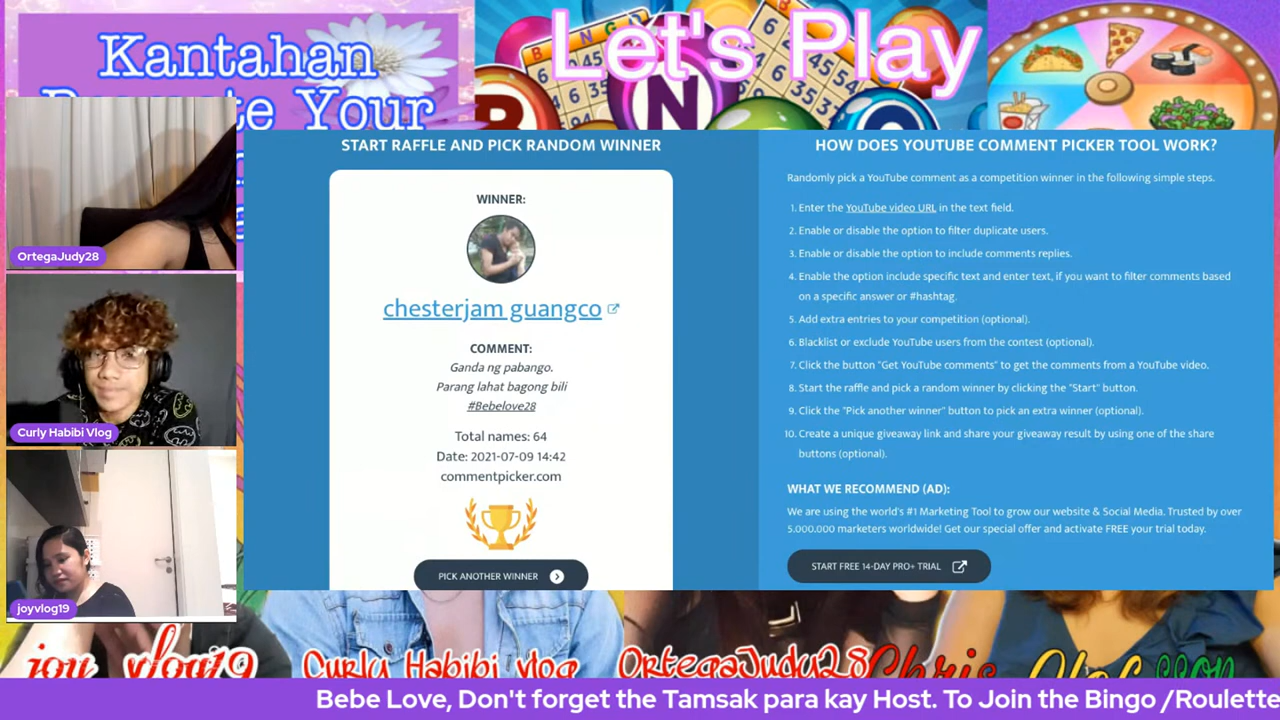 Kantahan
Let's Play
te Your
B I N G
N
START RAFFLE AND PICK RANDOM WINNER
WINNER:
chesterjam guangco
COMMENT:
Ganda ng pabango.
Parang lahat bagong bili
#Bebelove28
Total names: 64
Date: 2021-07-09 14:42
commentpicker.com
PICK ANOTHER WINNER
HOW DOES YOUTUBE COMMENT PICKER TOOL WORK?
Randomly pick a YouTube comment as a competition winner in the following simple steps.
1. Enter the YouTube video URL in the text field.
2. Enable or disable the option to filter duplicate users.
3. Enable or disable the option to include comments replies.
4. Enable the option include specific text and enter text, if you want to filter comments based
on a specific answer or #hashtag.
5. Add extra entries to your competition (optional).
6. Blacklist or exclude YouTube users from the contest (optional).
7. Click the button "Get YouTube comments" to get the comments from a YouTube video.
8. Start the raffle and pick a random winner by clicking the "Start" button.
9. Click the "Pick another winner" button to pick an extra winner (optional).
10. Create a unique giveaway link and share your giveaway result by using one of the share
buttons (optional).
WHAT WE RECOMMEND (AD):
We are using the world's #1 Marketing Tool to grow our website & Social Media. Trusted by over
5.000.000 marketers worldwide! Get our special offer and activate FREE your trial today.
START FREE 14-DAY PRO+ TRIAL
OrtegaJudy28
Curly Habibi Vlog
joyvlog19
joy vlog19
Curly Habibi vlog
OrtegaJudy28
Chris
Bebe Love, Don't forget the Tamsak para kay Host. To Join the Bingo /Roulette